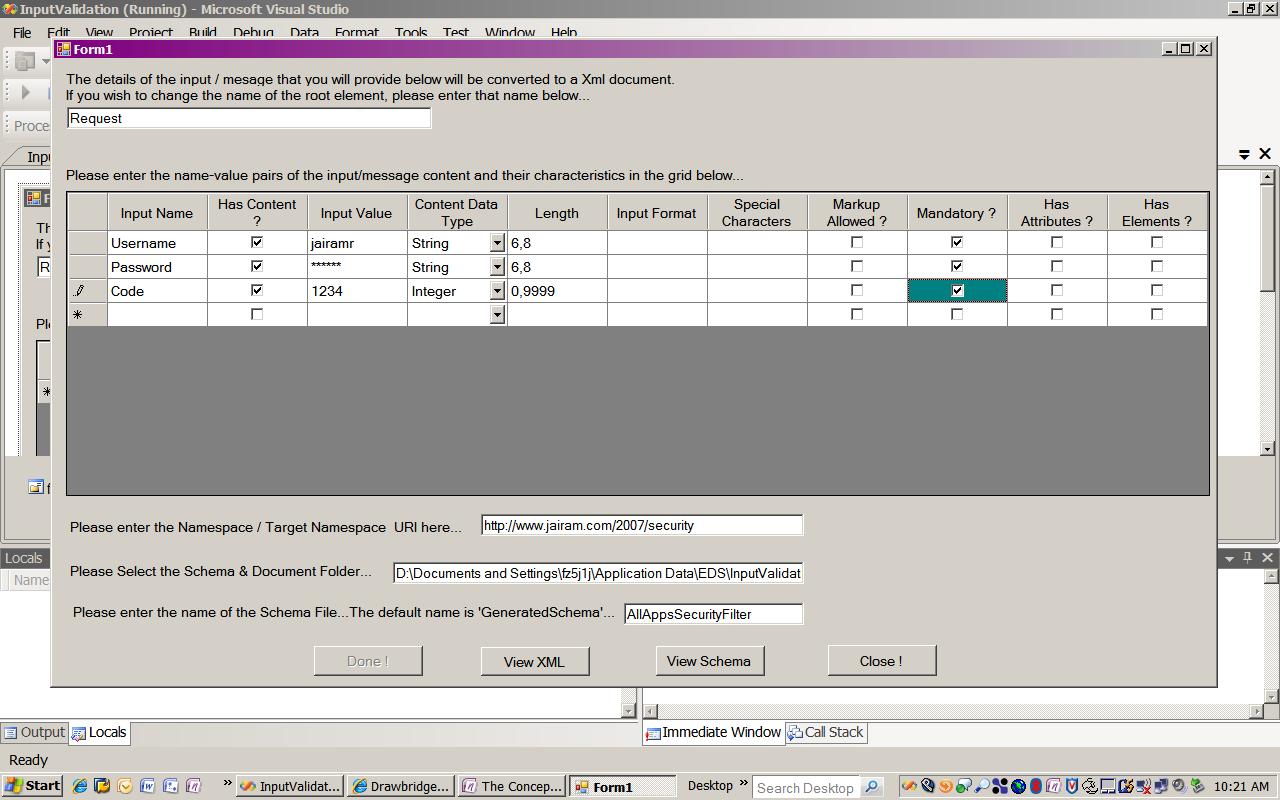 InputValidation (Running) - Microsoft Visual Studio
File Edit View Project Build Debug Data Format Tools Test Window Help
Form1
The details of the input / mesage that you will provide below will be converted to a Xml document.
If you wish to change the name of the root element, please enter that name below...
Request
Please enter the name-value pairs of the input/message content and their characteristics in the grid below...
Input Name Has Content ? Input Value Content Data Type Length Input Format Special Characters Markup Allowed ? Mandatory ? Has Attributes ? Has Elements ?
Username jairamr String 6,8
Password ****** String 6,8
Code 1234 Integer 0,9999
Please enter the Namespace / Target Namespace URI here... http://www.jairam.com/2007/security
Please Select the Schema & Document Folder... D:\Documents and Settings\fz5j1j\Application Data\EDS\InputValidat
Please enter the name of the Schema File...The default name is 'GeneratedSchema'... AllAppsSecurityFilter
Done ! View XML View Schema Close !
Locals
Name
Output Locals Immediate Window Call Stack
Ready
Start InputValidat... Drawbridge... The Concep... Form1 Desktop Search Desktop 10:21 AM